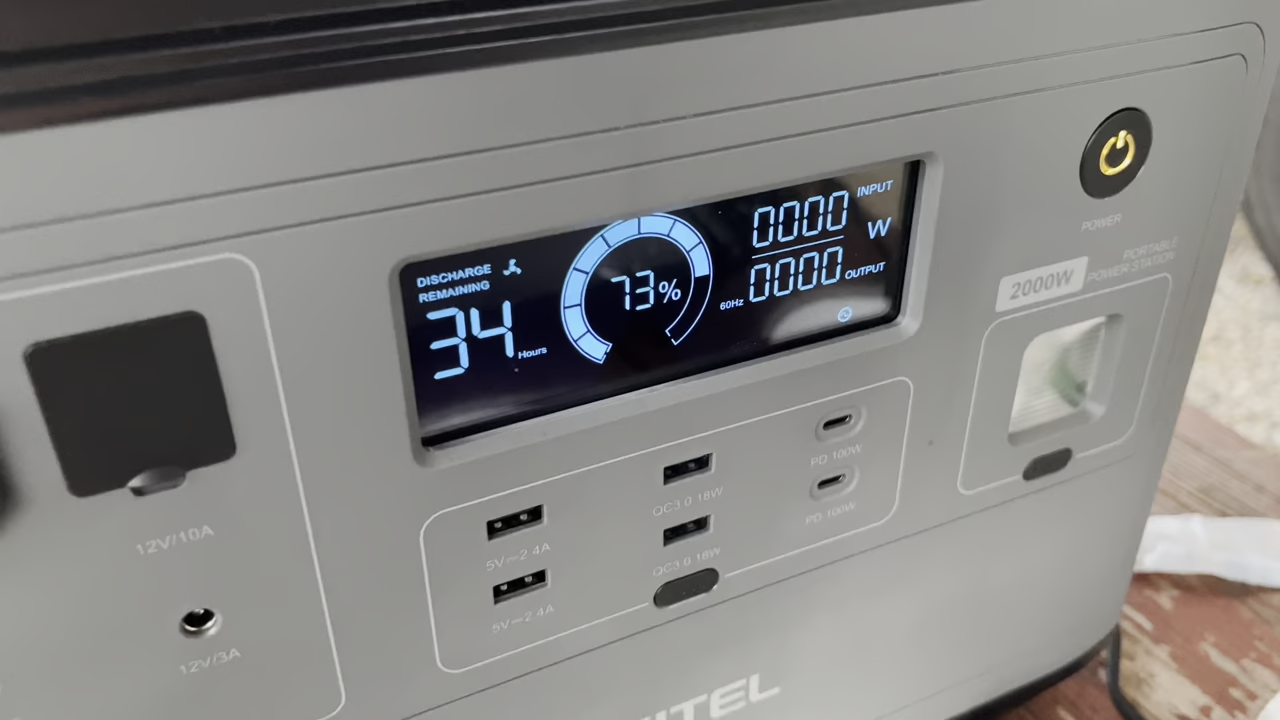 DISCHARGE
REMAINING
34 Hours
73%
0000 INPUT
W
60Hz 0000 OUTPUT
POWER
2000W PORTABLE
POWER STATION
12V/10A
12V/3A
5V⎓2.4A
5V⎓2.4A
QC3.0 18W
QC3.0 18W
PD 100W
PD 100W